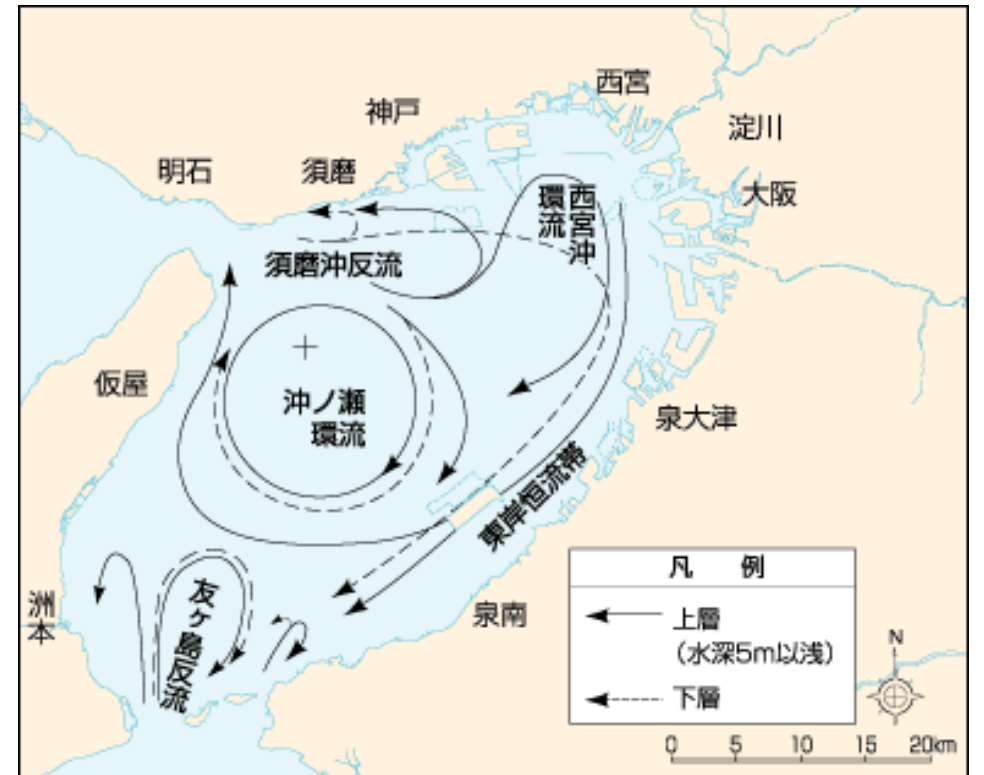 西宮
神戸
淀川
明石
須磨
大阪
西宮沖
環流
須磨沖反流
仮屋
沖ノ瀬
環流
泉大津
東岸恒流帯
洲本
友ヶ島反流
泉南
凡 例
上層
（水深5m以浅）
下層
N
0 5 10 15 20km